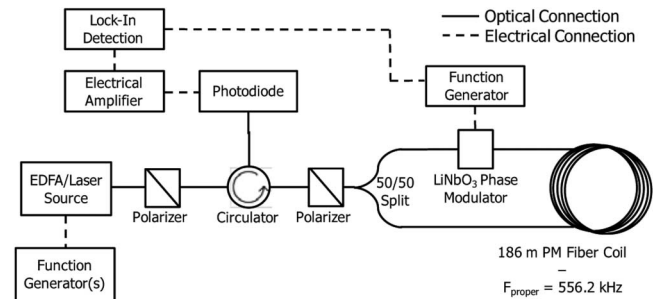 Lock-In
Detection
Optical Connection
Electrical Connection
Electrical
Amplifier
Photodiode
Function
Generator
EDFA/Laser
Source
Polarizer
Circulator
Polarizer
50/50
Split
LiNbO₃ Phase
Modulator
Function
Generator(s)
186 m PM Fiber Coil
–
Fproper = 556.2 kHz